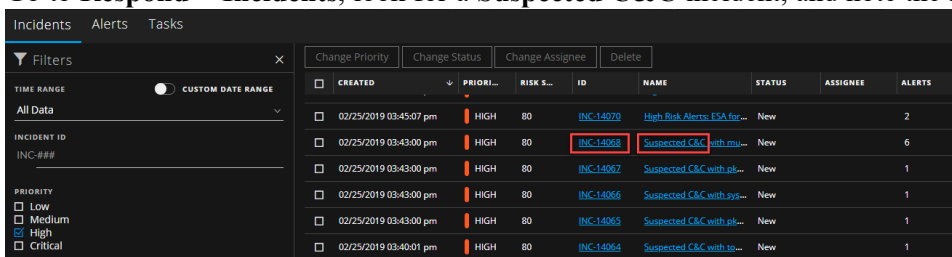 Incidents Alerts Tasks
Filters ×
Change Priority Change Status Change Assignee Delete
CREATED PRIORI... RISK S... ID NAME STATUS ASSIGNEE ALERTS
TIME RANGE CUSTOM DATE RANGE
All Data
02/25/2019 03:45:07 pm HIGH 80 INC-14070 High Risk Alerts: ESA for... New 2
INCIDENT ID
INC-###
02/25/2019 03:43:00 pm HIGH 80 INC-14068 Suspected C&C with mu... New 6
02/25/2019 03:43:00 pm HIGH 80 INC-14067 Suspected C&C with pk... New 1
PRIORITY
Low
02/25/2019 03:43:00 pm HIGH 80 INC-14066 Suspected C&C with sys... New 1
Medium
High
02/25/2019 03:43:00 pm HIGH 80 INC-14065 Suspected C&C with pk... New 1
Critical
02/25/2019 03:40:01 pm HIGH 80 INC-14064 Suspected C&C with to... New 1